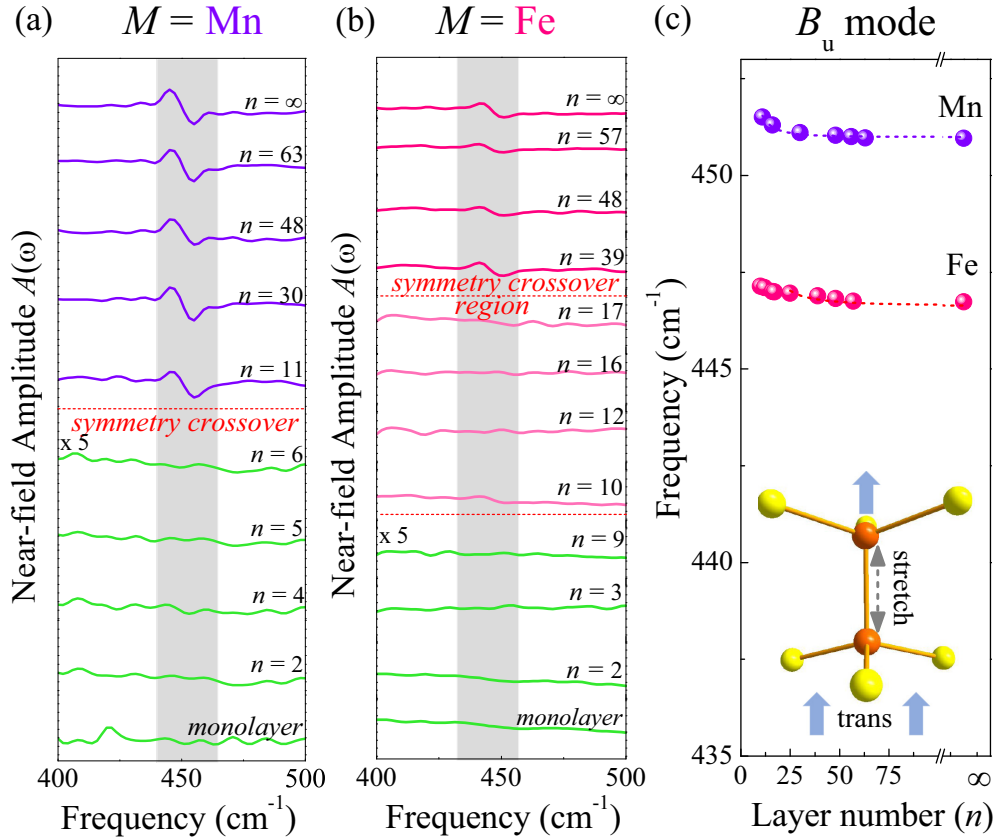 (a) M = Mn
n = ∞
n = 63
n = 48
n = 30
n = 11
symmetry crossover
x 5
n = 6
n = 5
n = 4
n = 2
monolayer
400 450 500
Frequency (cm⁻¹)
Near-field Amplitude A(ω)
(b) M = Fe
n = ∞
n = 57
n = 48
n = 39
symmetry crossover
region
n = 17
n = 16
n = 12
n = 10
x 5
n = 9
n = 3
n = 2
monolayer
400 450 500
Frequency (cm⁻¹)
Near-field Amplitude A(ω)
(c) Bᵤ mode
Mn
450
Fe
445
440
435
Frequency (cm⁻¹)
stretch
trans
0 25 50 75 ∞
Layer number (n)